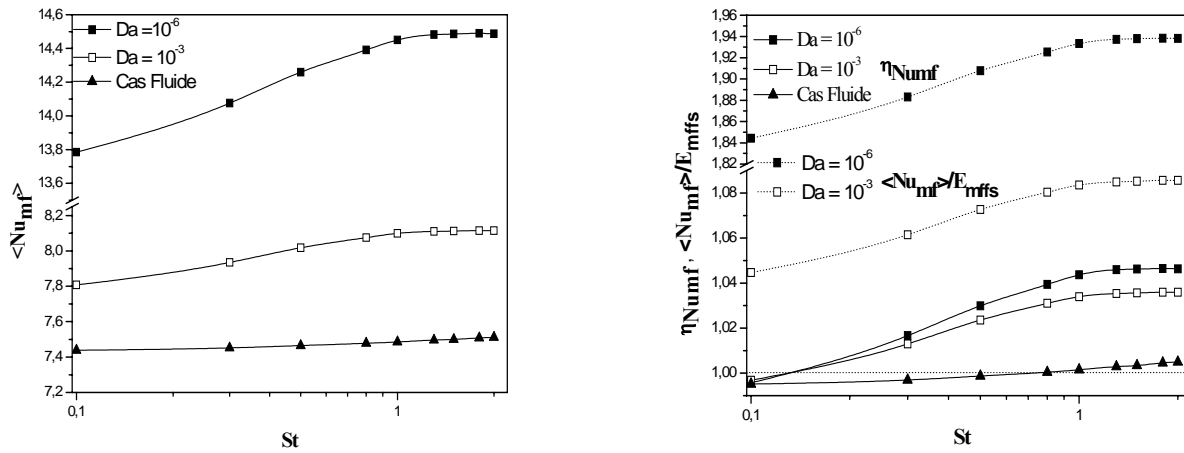 14,6
14,4
14,2
14,0
13,8
13,6
8,2
8,0
7,8
7,6
7,4
7,2
<Nu_mf>
Da =10^-6
Da = 10^-3
Cas Fluide
0,1
1
St
1,96
1,94
1,92
1,90
1,88
1,86
1,84
1,82
1,08
1,06
1,04
1,02
1,00
η_Numf , <Nu_mf>/E_mffs
Da = 10^-6
Da = 10^-3 η_Numf
Cas Fluide
Da = 10^-6
Da = 10^-3 <Nu_mf>/E_mffs
0,1
1
St